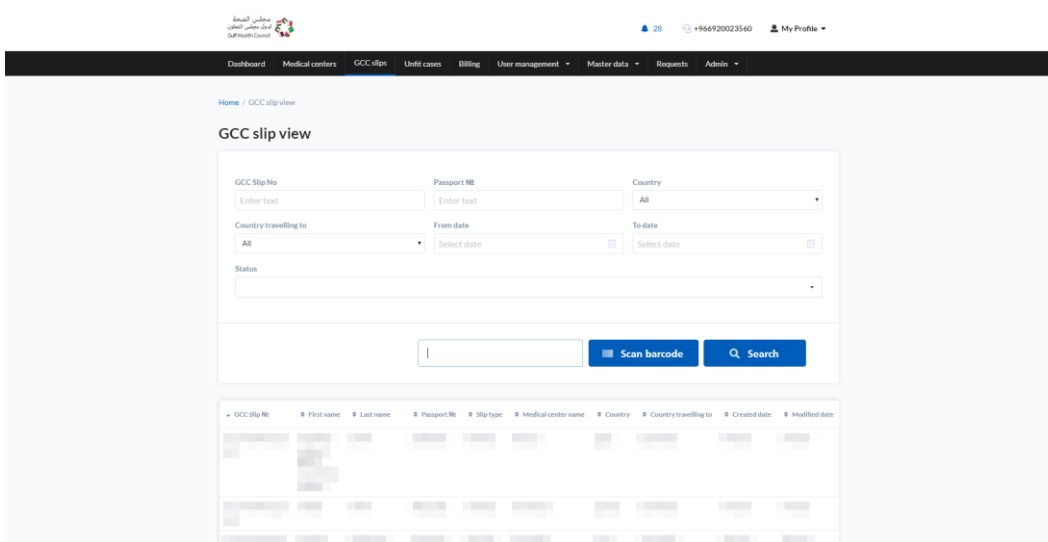 مجلس الصحة
لدول مجلس التعاون
Gulf Health Council
28 +966920023560 My Profile
Dashboard Medical centers GCC slips Unfit cases Billing User management Master data Requests Admin
Home / GCC slip view
GCC slip view
GCC Slip No Passport № Country
Enter text Enter text All
Country travelling to From date To date
All Select date Select date
Status
Scan barcode Search
GCC Slip № First name Last name Passport № Slip type Medical center name Country Country travelling to Created date Modified date